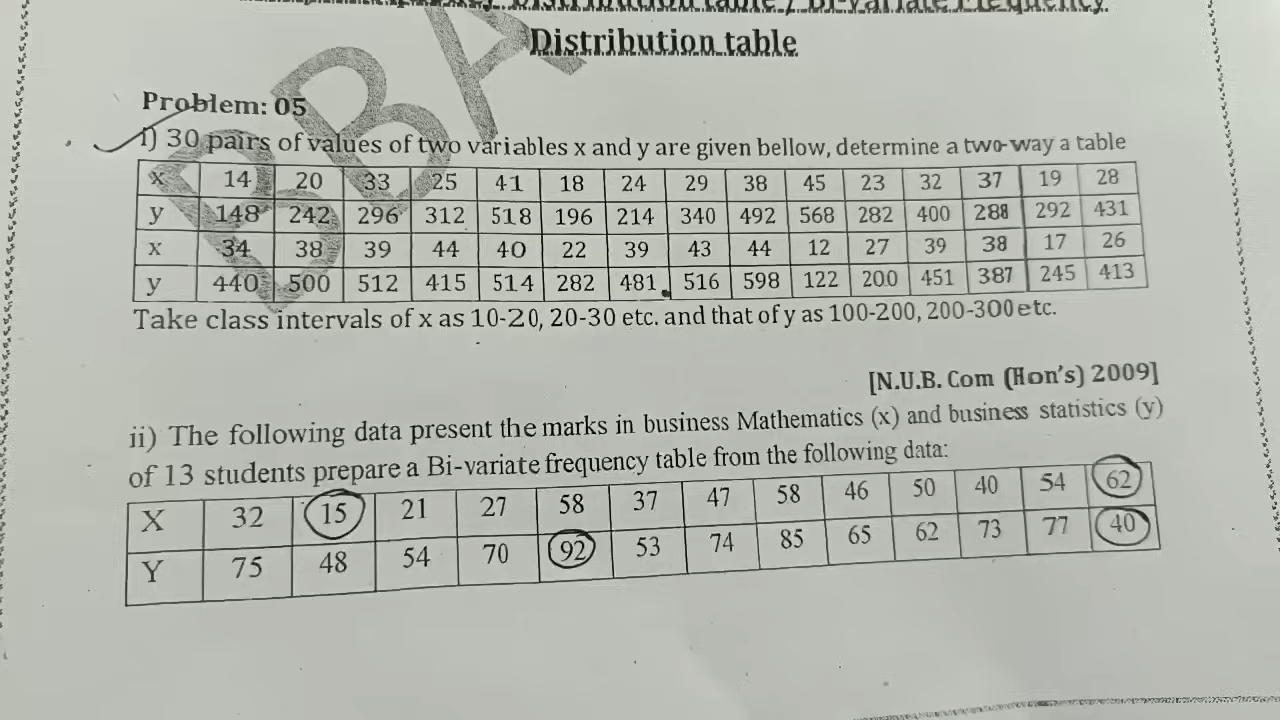 Distribution table
Problem: 05
i) 30 pairs of values of two variables x and y are given bellow, determine a two-way a table
x 14 20 33 25 41 18 24 29 38 45 23 32 37 19 28
y 148 242 296 312 518 196 214 340 492 568 282 400 288 292 431
x 34 38 39 44 40 22 39 43 44 12 27 39 38 17 26
y 440 500 512 415 514 282 481 516 598 122 200 451 387 245 413
Take class intervals of x as 10-20, 20-30 etc. and that of y as 100-200, 200-300 etc.
[N.U.B. Com (Hon's) 2009]
ii) The following data present the marks in business Mathematics (x) and business statistics (y)
of 13 students prepare a Bi-variate frequency table from the following data:
X 32 15 21 27 58 37 47 58 46 50 40 54 62
Y 75 48 54 70 92 53 74 85 65 62 73 77 40